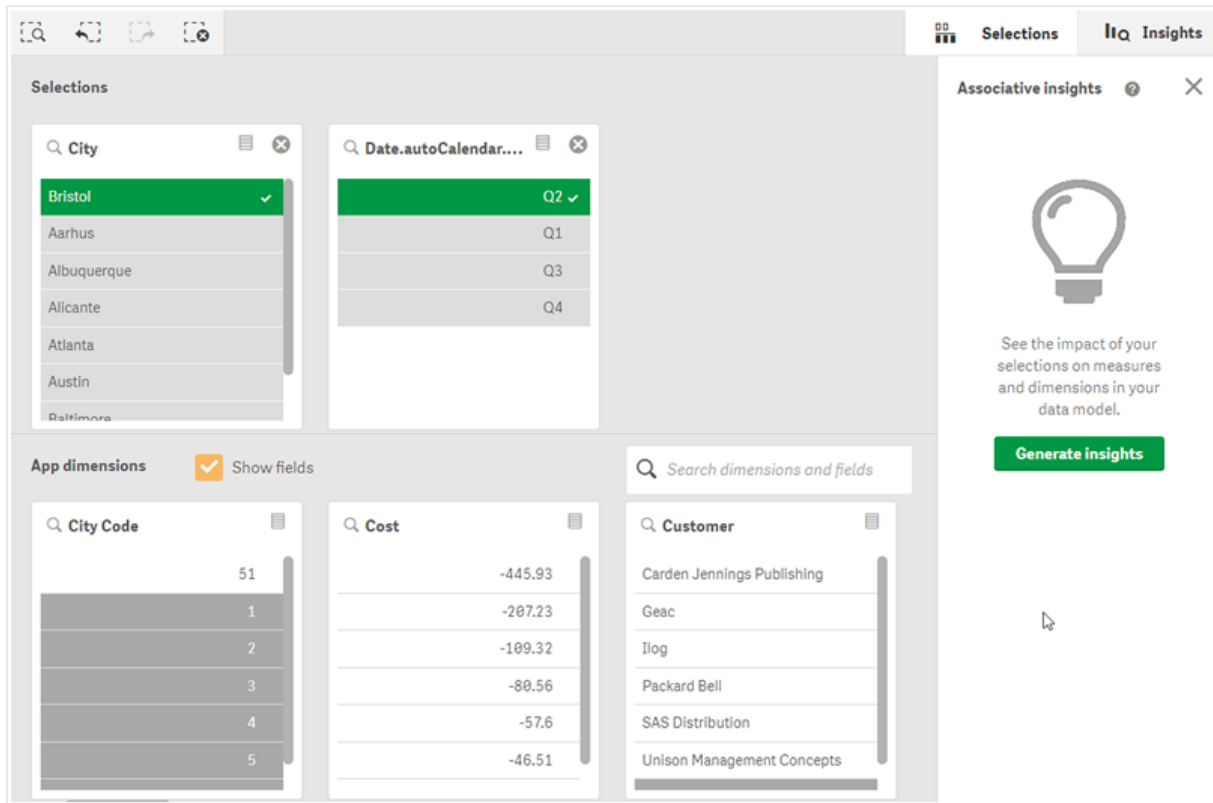 Selections
Insights
Selections
Associative insights
City
Date.autoCalendar....
Bristol
Aarhus
Albuquerque
Alicante
Atlanta
Austin
Baltimore
Q2
Q1
Q3
Q4
See the impact of your
selections on measures
and dimensions in your
data model.
Generate insights
App dimensions
Show fields
Search dimensions and fields
City Code
51
1
2
3
4
5
Cost
-445.93
-207.23
-109.32
-80.56
-57.6
-46.51
Customer
Carden Jennings Publishing
Geac
Ilog
Packard Bell
SAS Distribution
Unison Management Concepts